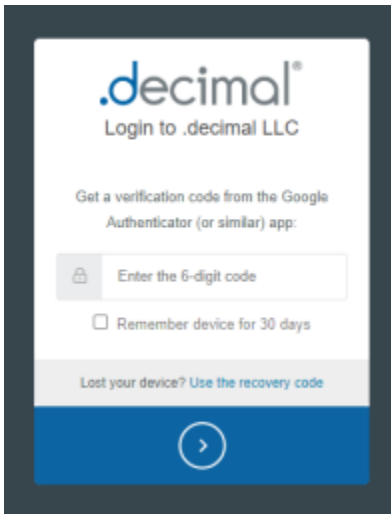 .decimal®
Login to .decimal LLC
Get a verification code from the Google
Authenticator (or similar) app:
Enter the 6-digit code
Remember device for 30 days
Lost your device? Use the recovery code